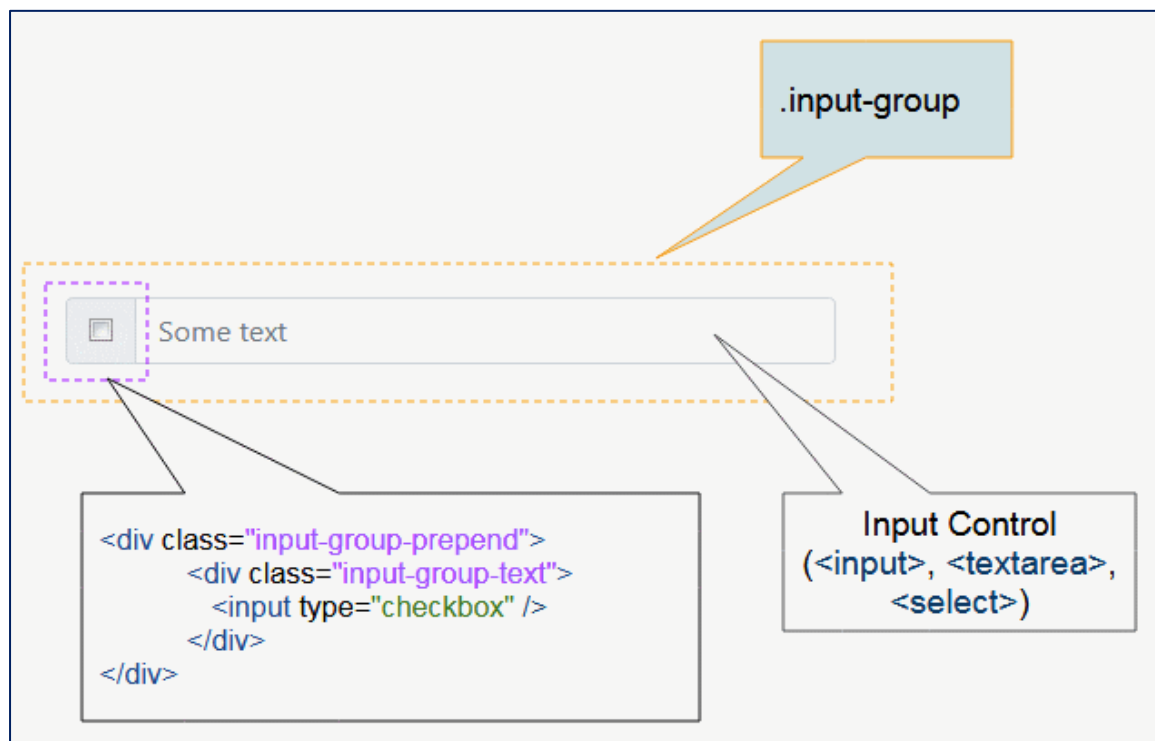 .input-group
Some text
<div class="input-group-prepend">
<div class="input-group-text">
<input type="checkbox" />
</div>
</div>
Input Control
(<input>, <textarea>,
<select>)